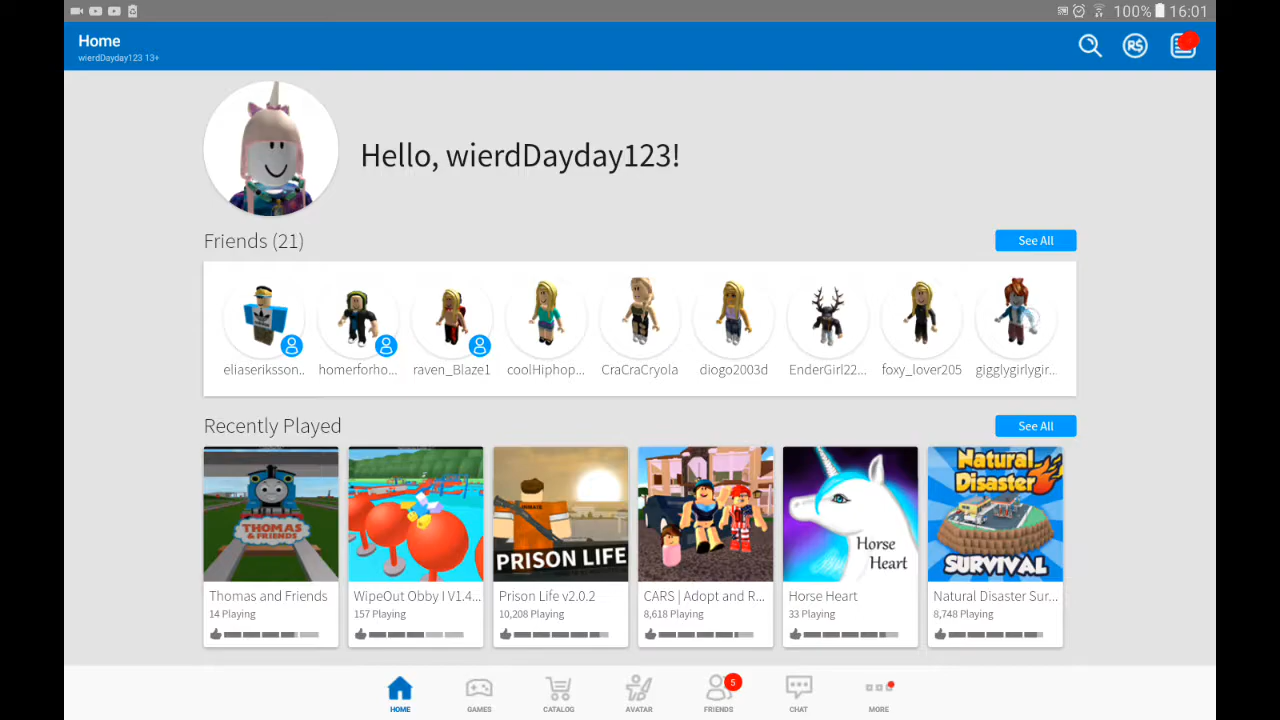 100% 16:01
Home
wierdDayday123 13+
R$
Hello, wierdDayday123!
Friends (21)
See All
eliaseriksson..
homerforho...
raven_Blaze1
coolHiphop...
CraCraCryola
diogo2003d
EnderGirl22...
foxy_lover205
gigglygirlygir...
Recently Played
See All
THOMAS
& FRIENDS
INMATE
PRISON LIFE
Horse
Heart
Natural
Disaster
SURVIVAL
Thomas and Friends
WipeOut Obby I V1.4...
Prison Life v2.0.2
CARS | Adopt and R...
Horse Heart
Natural Disaster Sur...
14 Playing
157 Playing
10,208 Playing
8,618 Playing
33 Playing
8,748 Playing
5
HOME
GAMES
CATALOG
AVATAR
FRIENDS
CHAT
MORE